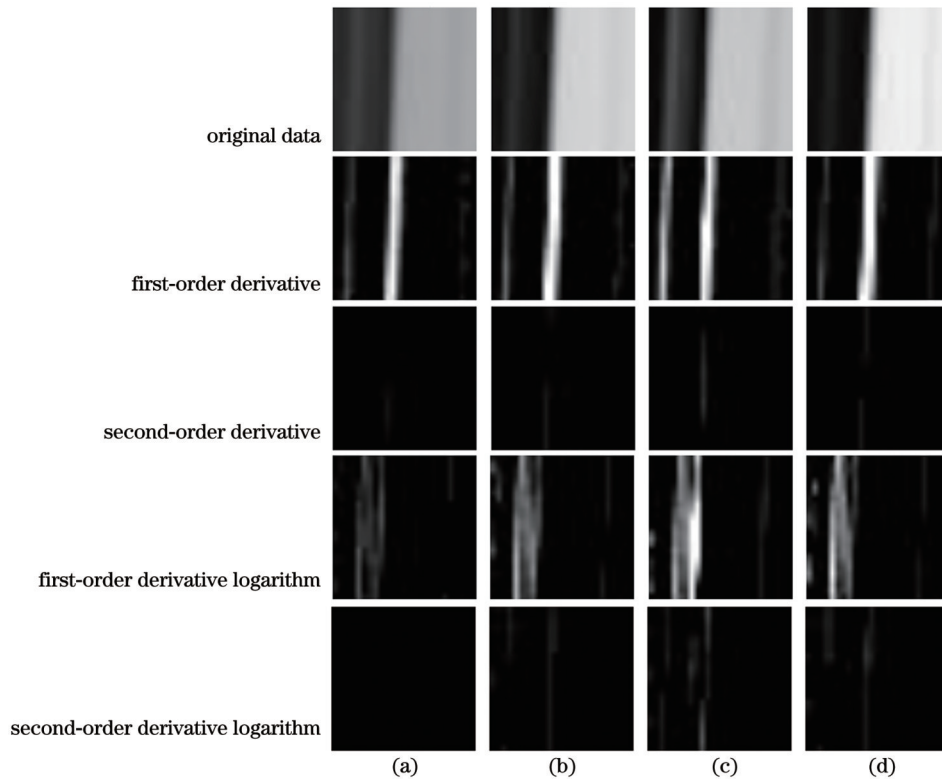 original data
first-order derivative
second-order derivative
first-order derivative logarithm
second-order derivative logarithm
(a) (b) (c) (d)